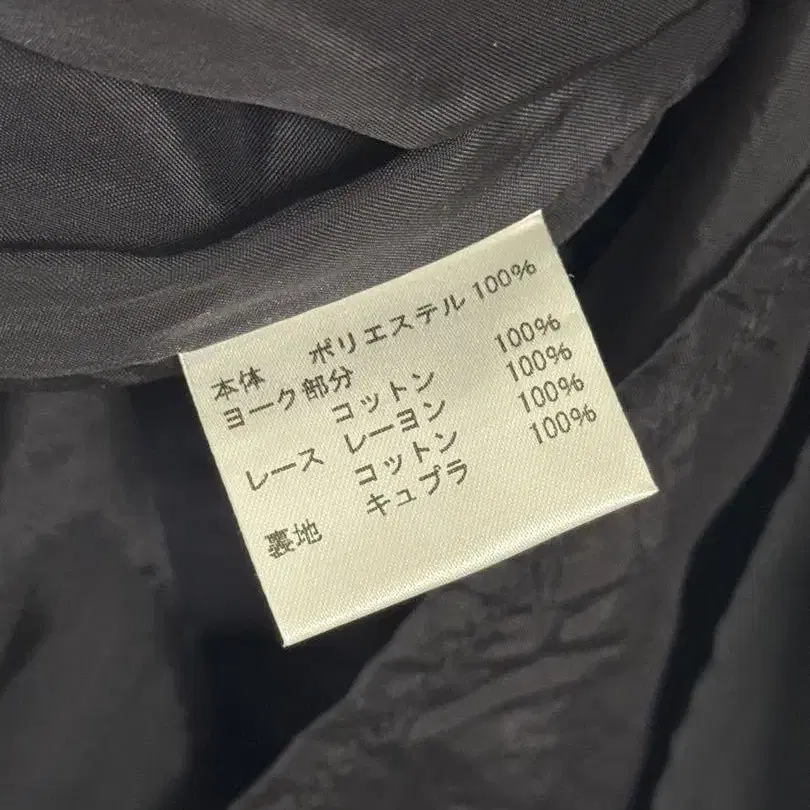 本体 ポリエステル 100%
ヨーク部分
コットン 100%
レース レーヨン 100%
コットン 100%
裏地 キュプラ 100%